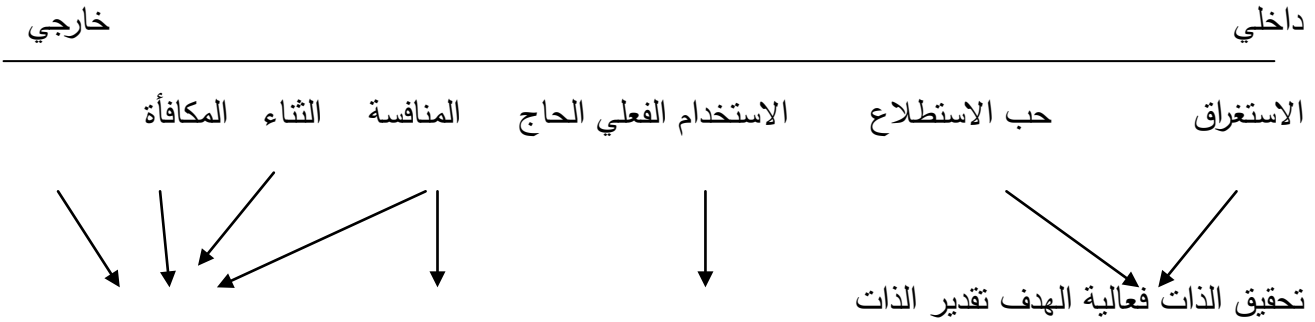 داخلي خارجي
الاستغراق حب الاستطلاع الاستخدام الفعلي الحاج المنافسة الثناء المكافأة
تحقيق الذات فعالية الهدف تقدير الذات